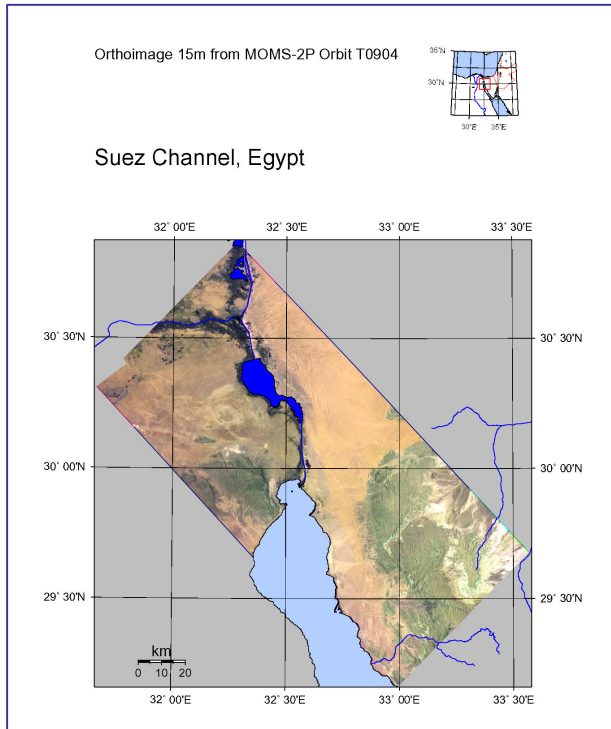 Orthoimage 15m from MOMS-2P Orbit T0904
35°N
30°N
30°E 35°E
Suez Channel, Egypt
32° 00'E 32° 30'E 33° 00'E 33° 30'E
30° 30'N 30° 30'N
30° 00'N 30° 00'N
29° 30'N 29° 30'N
km
0 10 20
32° 00'E 32° 30'E 33° 00'E 33° 30'E